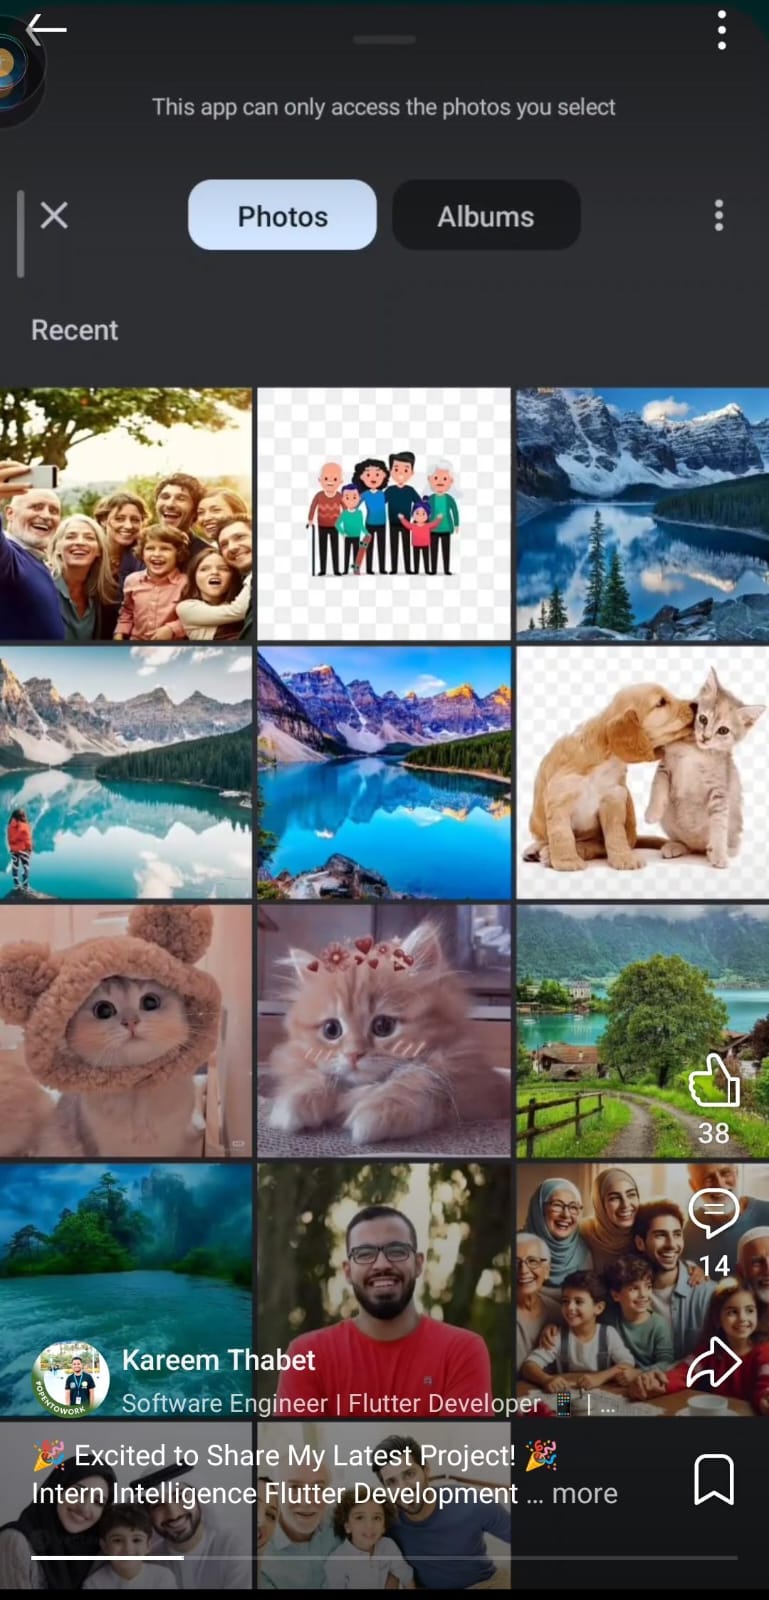 This app can only access the photos you select
Photos
Albums
Recent
38
14
Kareem Thabet
Software Engineer | Flutter Developer 📱 | ...
🎉 Excited to Share My Latest Project! 🎉
Intern Intelligence Flutter Development ... more